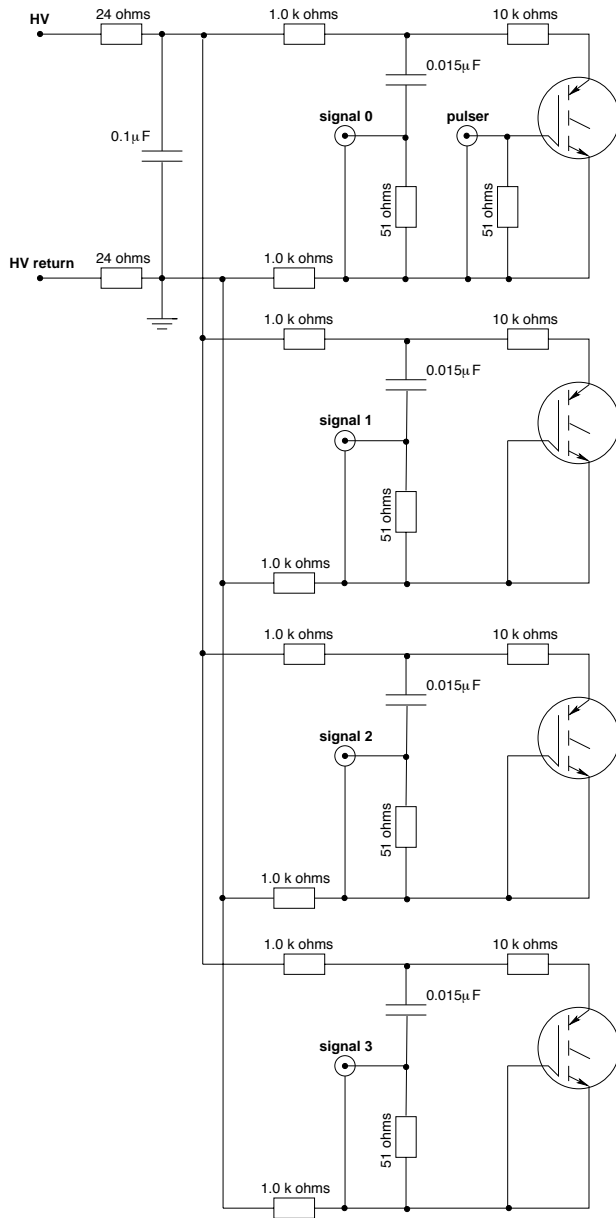 HV
24 ohms
1.0 k ohms
10 k ohms
0.015μF
signal 0
pulser
0.1μF
51 ohms
51 ohms
HV return
24 ohms
1.0 k ohms
1.0 k ohms
10 k ohms
0.015μF
signal 1
51 ohms
1.0 k ohms
1.0 k ohms
10 k ohms
0.015μF
signal 2
51 ohms
1.0 k ohms
1.0 k ohms
10 k ohms
0.015μF
signal 3
51 ohms
1.0 k ohms